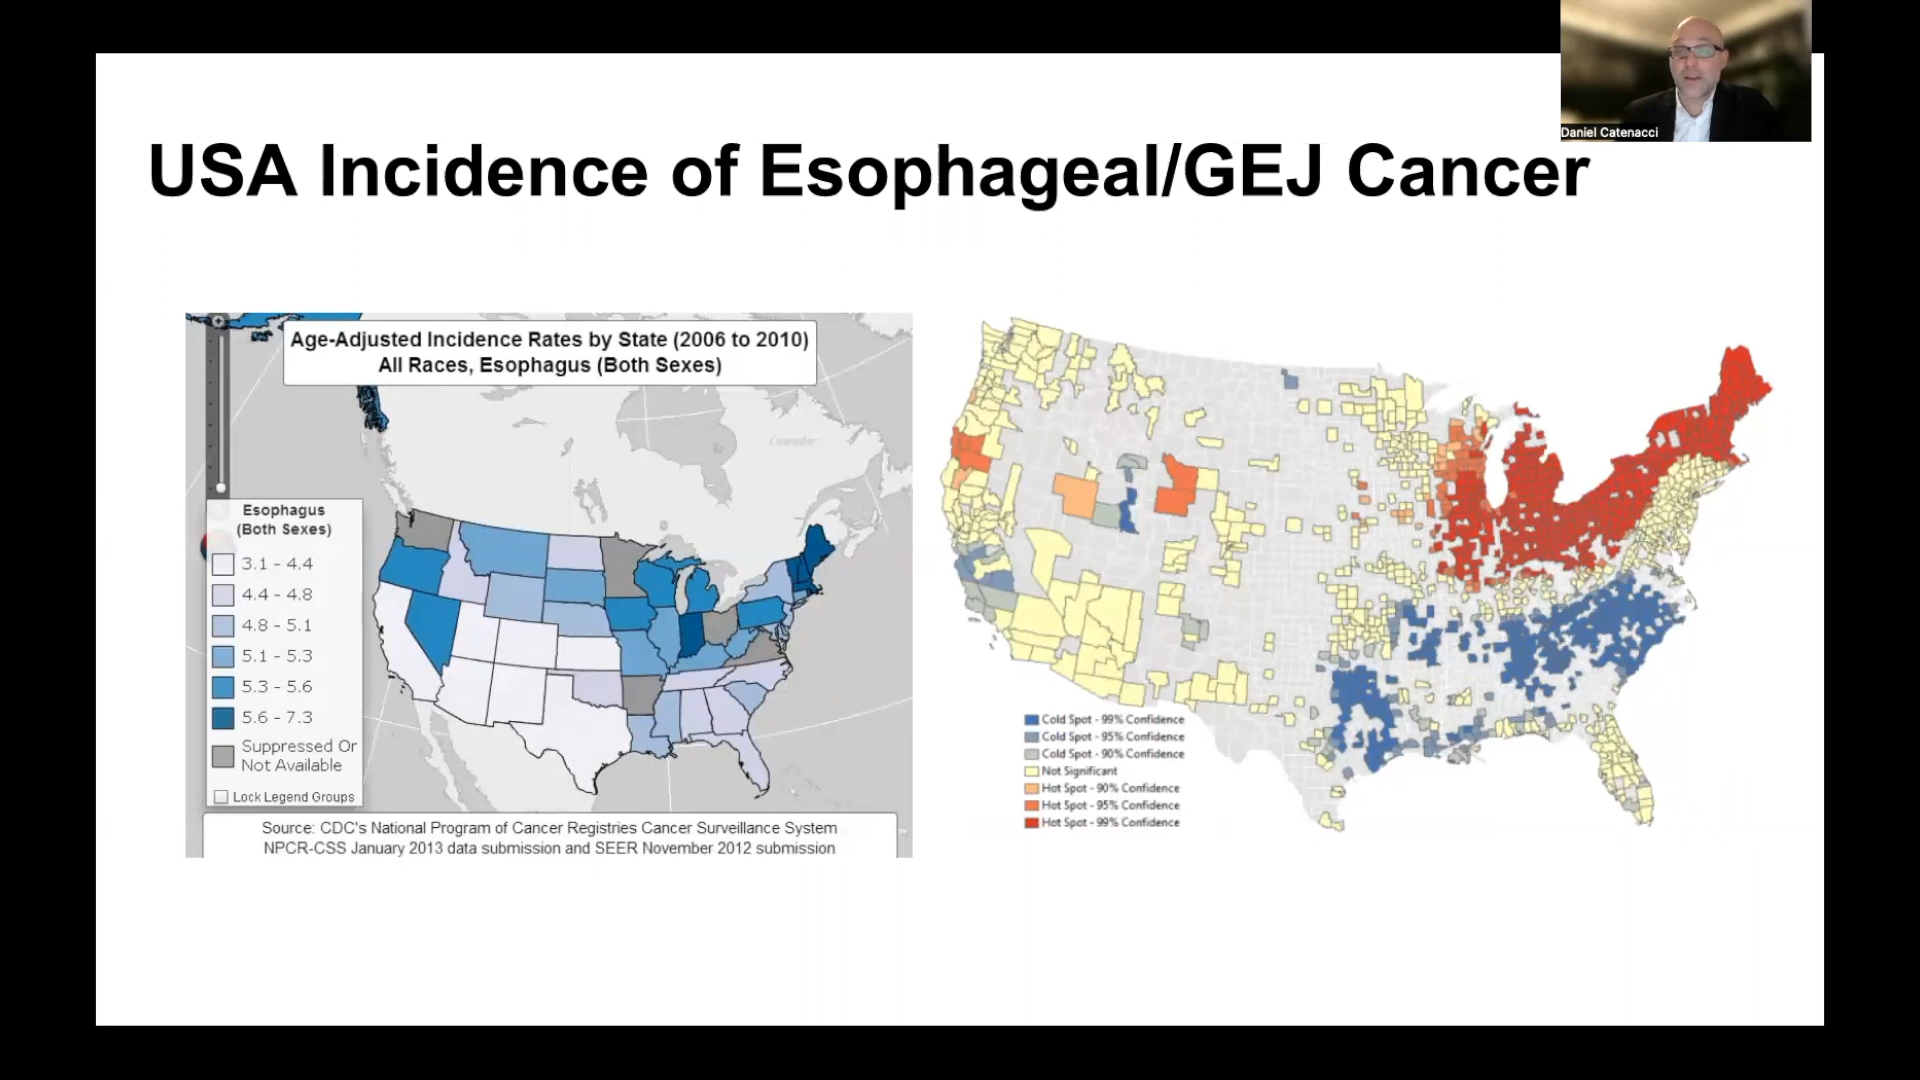 Daniel Catenacci
USA Incidence of Esophageal/GEJ Cancer
Age-Adjusted Incidence Rates by State (2006 to 2010)
All Races, Esophagus (Both Sexes)
Canada
Esophagus
(Both Sexes)
3.1 - 4.4
4.4 - 4.8
4.8 - 5.1
5.1 - 5.3
5.3 - 5.6
5.6 - 7.3
Suppressed Or
Not Available
Lock Legend Groups
Source: CDC's National Program of Cancer Registries Cancer Surveillance System
NPCR-CSS January 2013 data submission and SEER November 2012 submission
Cold Spot - 99% Confidence
Cold Spot - 95% Confidence
Cold Spot - 90% Confidence
Not Significant
Hot Spot - 90% Confidence
Hot Spot - 95% Confidence
Hot Spot - 99% Confidence